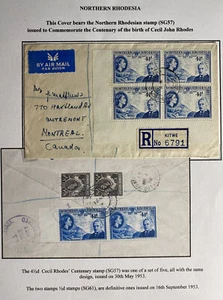 NORTHERN RHODESIA
This Cover bears the Northern Rhodesian stamp (SG57)
issued to Commemorate the Centenary of the birth of Cecil John Rhodes
BY AIR MAIL
PAR AVION
770
OUTREMONT
MONTREAL
Canada
R
KITWE
No 6791
The 4½d Cecil Rhodes' Centenary stamp (SG57) was one of a set of five, all with the same
design, issued on 30th May 1953.
The two stamps ½d stamps (SG61), are definitive ones issued on 16th September 1953.